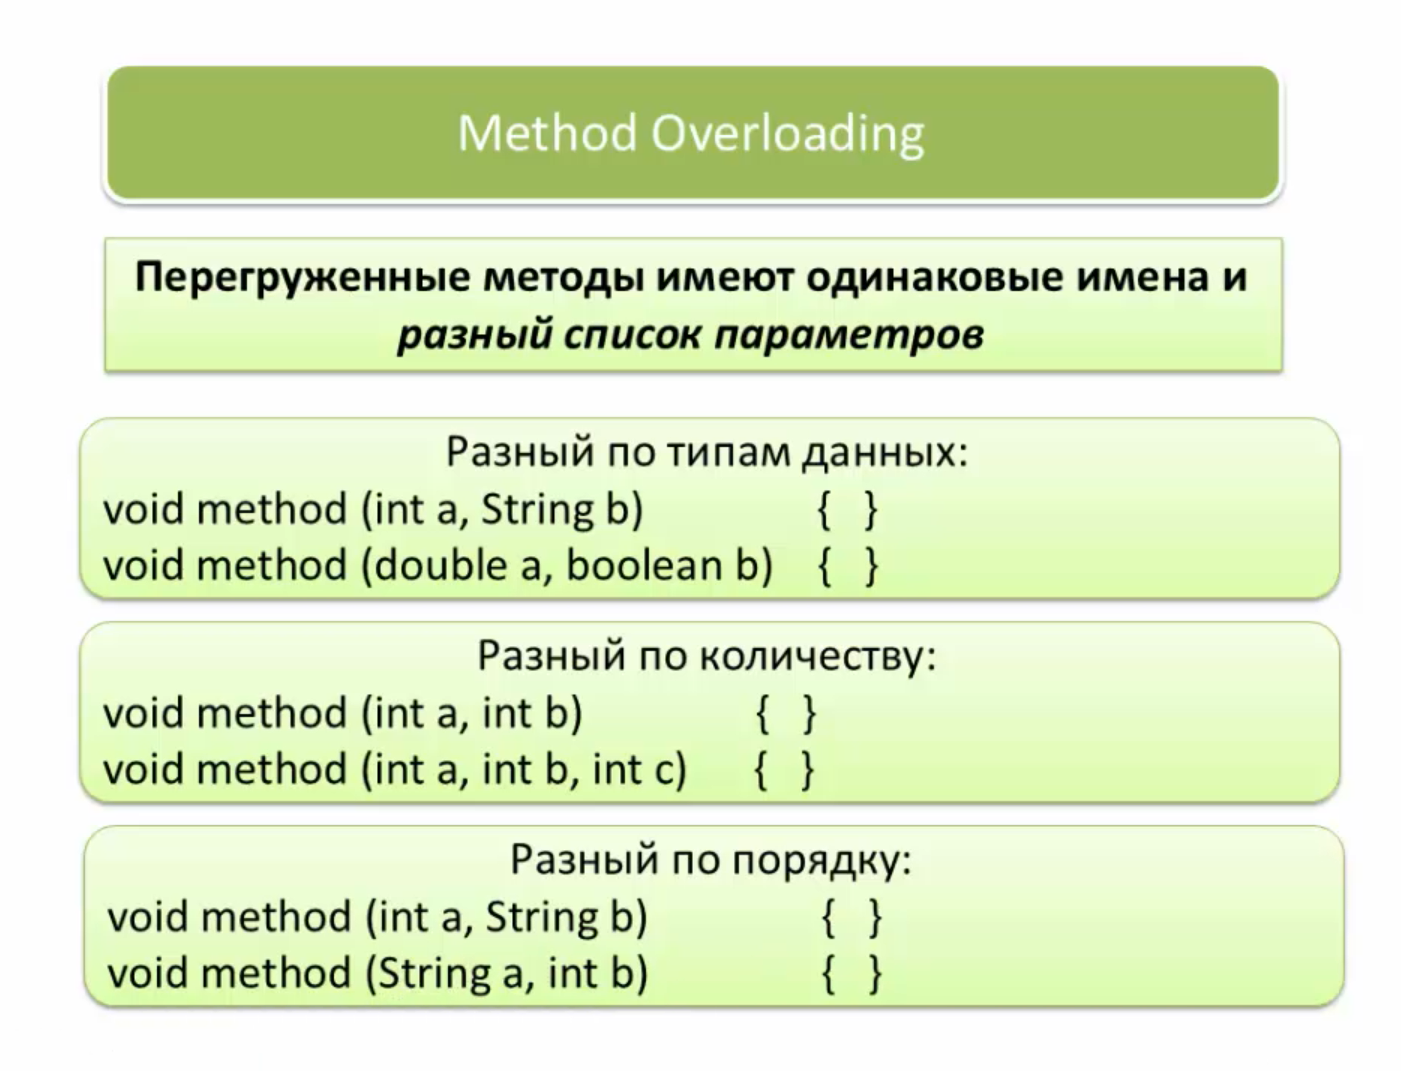 Method Overloading
Перегруженные методы имеют одинаковые имена и
разный список параметров
Разный по типам данных:
void method (int a, String b) { }
void method (double a, boolean b) { }
Разный по количеству:
void method (int a, int b) { }
void method (int a, int b, int c) { }
Разный по порядку:
void method (int a, String b) { }
void method (String a, int b) { }